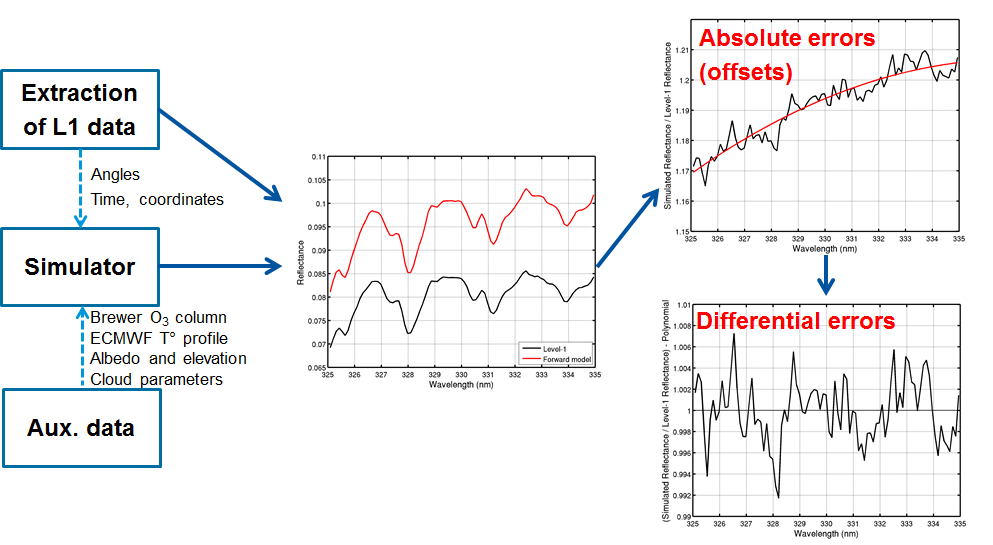 Extraction
of L1 data
Angles
Time, coordinates
Simulator
Brewer O₃ column
ECMWF T° profile
Albedo and elevation
Cloud parameters
Aux. data
0.11
0.105
0.1
0.095
0.09
0.085
0.08
0.075
0.07
0.065
Reflectance
325 326 327 328 329 330 331 332 333 334 335
Wavelength (nm)
Level-1
Forward model
Absolute errors
(offsets)
1.21
1.2
1.19
1.18
1.17
1.16
1.15
Simulated Reflectance / Level-1 Reflectance
325 326 327 328 329 330 331 332 333 334 335
Wavelength (nm)
Differential errors
1.01
1.008
1.006
1.004
1.002
1
0.998
0.996
0.994
0.992
0.99
(Simulated Reflectance / Level-1 Reflectance) - Polynomial
325 326 327 328 329 330 331 332 333 334 335
Wavelength (nm)